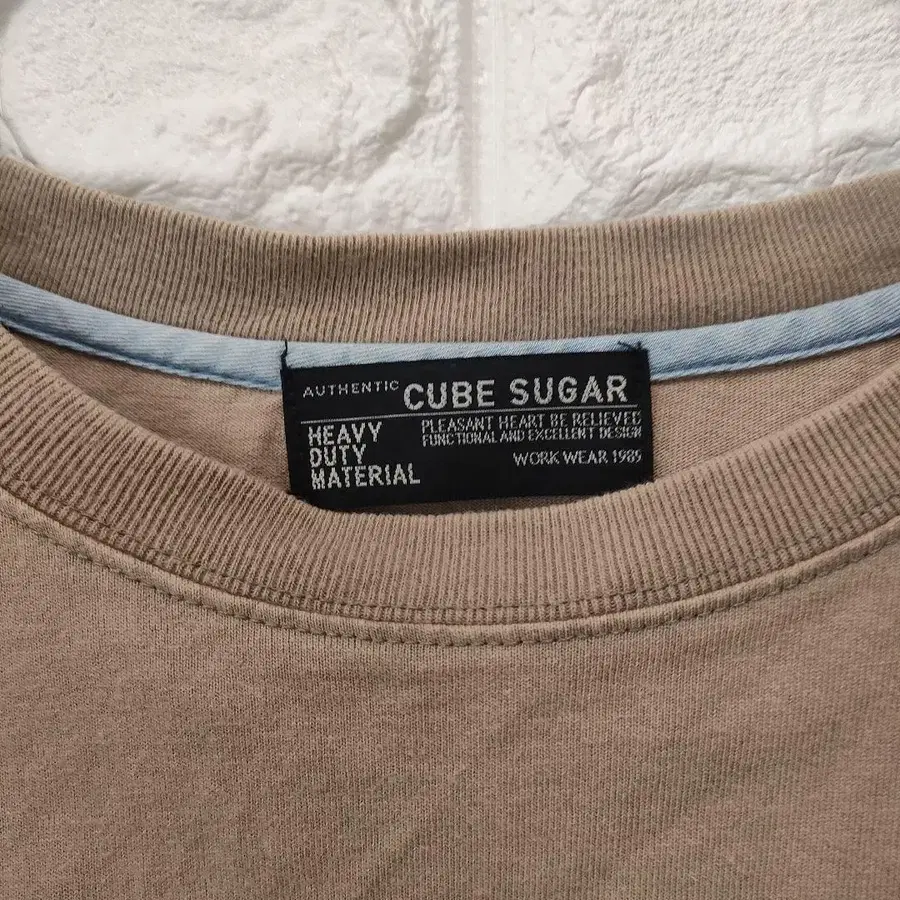 AUTHENTIC CUBE SUGAR
HEAVY
DUTY
MATERIAL
PLEASANT HEART BE RELIEVED
FUNCTIONAL AND EXCELLENT DESIGN
WORK WEAR 1985